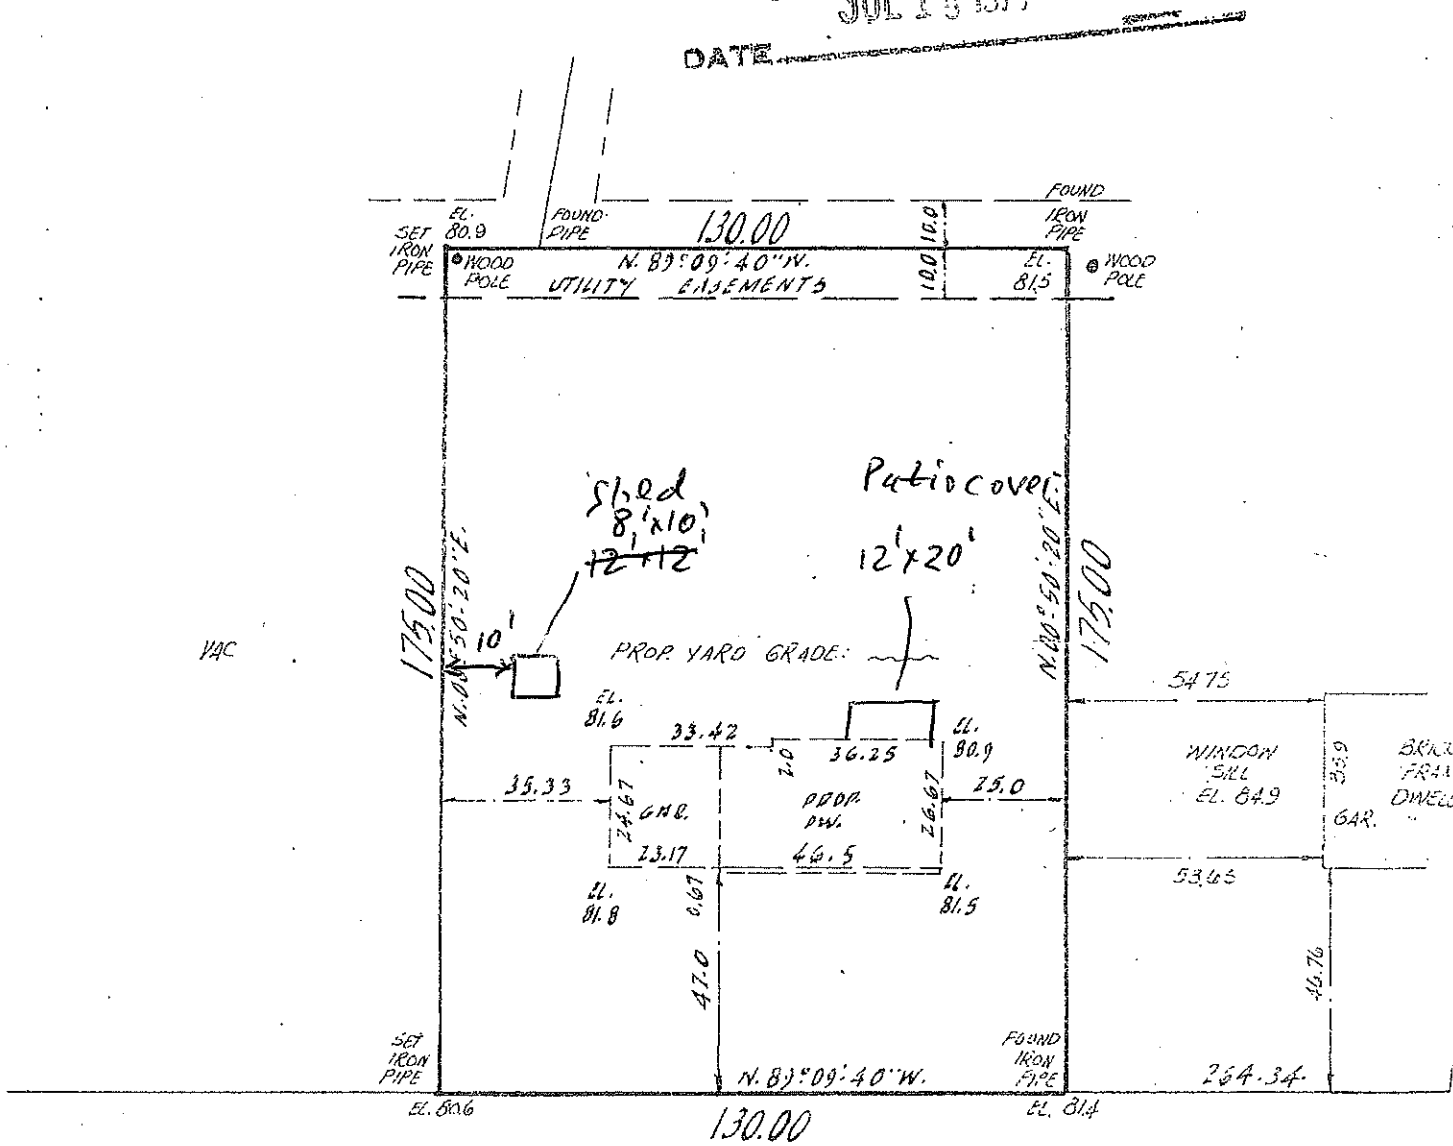 DATE
FOUND
IRON
PIPE
EL.
80.9
SET
IRON
PIPE
FOUND
PIPE
130.00
10.0
10.0
WOOD
POLE
N. 89°09'40"W.
UTILITY EASEMENTS
EL.
81.5
WOOD
POLE
shed
8'x10'
12'x12'
Patio cover
12'x20'
175.00
N.00°50'20"E.
10'
N.00°50'20"E.
175.00
VAC
PROP. YARD GRADE:
EL.
81.6
33.42
2.0
36.25
EL.
80.9
35.33
24.67
GAR.
PROP.
DW.
26.67
25.0
23.17
46.5
EL.
81.8
0.67
EL.
81.5
47.0
54.75
WINDOW
SILL
EL. 84.9
GAR.
53.65
46.76
SET
IRON
PIPE
FOUND
IRON
PIPE
N. 89°09'40"W.
264.34
EL. 80.6
130.00
EL. 81.4